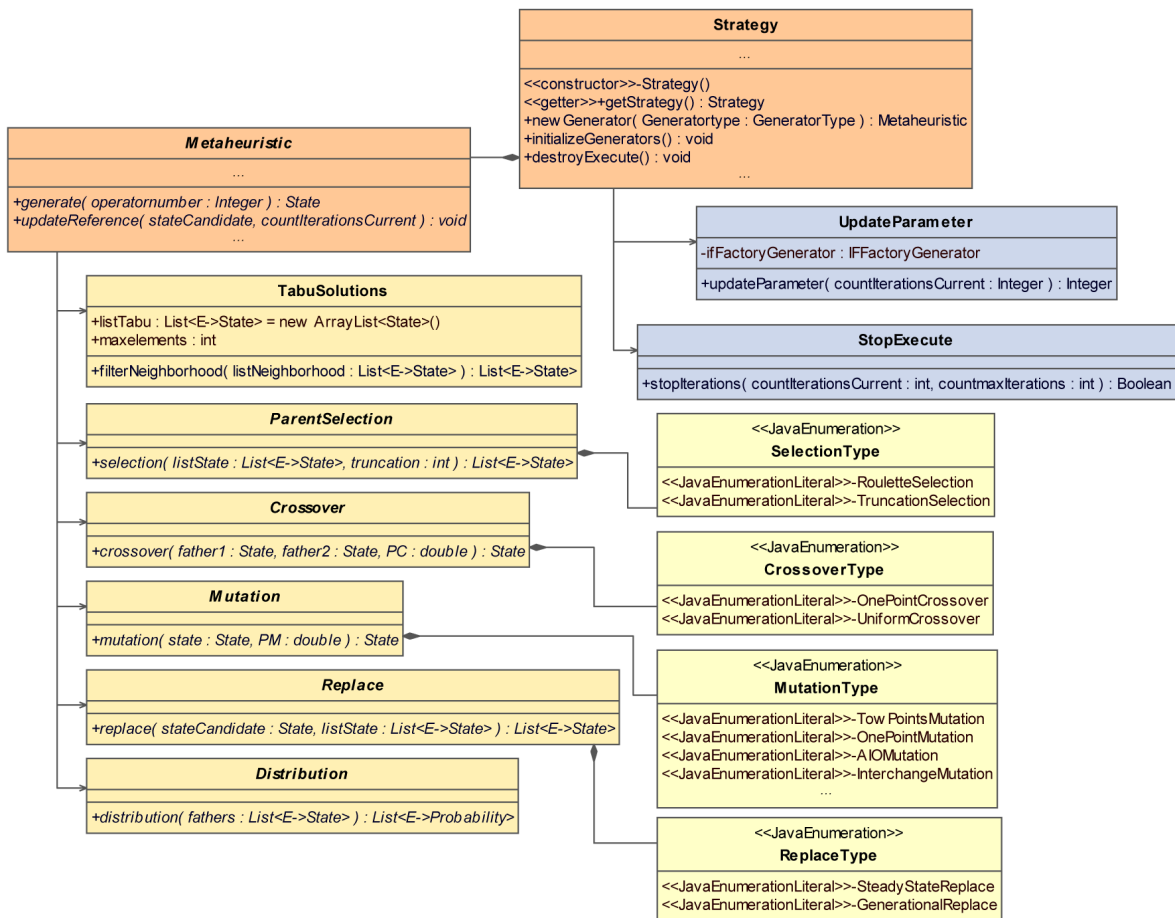 Strategy
...
<<constructor>>-Strategy()
<<getter>>+getStrategy() : Strategy
+newGenerator( Generatortype : GeneratorType ) : Metaheuristic
+initializeGenerators() : void
+destroyExecute() : void
...
Metaheuristic
...
+generate( operatornumber : Integer ) : State
+updateReference( stateCandidate, countIterationsCurrent ) : void
...
UpdateParameter
-ifFactoryGenerator : IFFactoryGenerator
+updateParameter( countIterationsCurrent : Integer ) : Integer
TabuSolutions
+listTabu : List<E->State> = new ArrayList<State>()
+maxelements : int
+filterNeighborhood( listNeighborhood : List<E->State> ) : List<E->State>
StopExecute
+stopIterations( countIterationsCurrent : int, countmaxIterations : int ) : Boolean
ParentSelection
+selection( listState : List<E->State>, truncation : int ) : List<E->State>
<<JavaEnumeration>>
SelectionType
<<JavaEnumerationLiteral>>-RouletteSelection
<<JavaEnumerationLiteral>>-TruncationSelection
Crossover
+crossover( father1 : State, father2 : State, PC : double ) : State
<<JavaEnumeration>>
CrossoverType
<<JavaEnumerationLiteral>>-OnePointCrossover
<<JavaEnumerationLiteral>>-UniformCrossover
Mutation
+mutation( state : State, PM : double ) : State
<<JavaEnumeration>>
MutationType
<<JavaEnumerationLiteral>>-TowPointsMutation
<<JavaEnumerationLiteral>>-OnePointMutation
<<JavaEnumerationLiteral>>-AIOMutation
<<JavaEnumerationLiteral>>-InterchangeMutation
...
Replace
+replace( stateCandidate : State, listState : List<E->State> ) : List<E->State>
Distribution
+distribution( fathers : List<E->State> ) : List<E->Probability>
<<JavaEnumeration>>
ReplaceType
<<JavaEnumerationLiteral>>-SteadyStateReplace
<<JavaEnumerationLiteral>>-GenerationalReplace